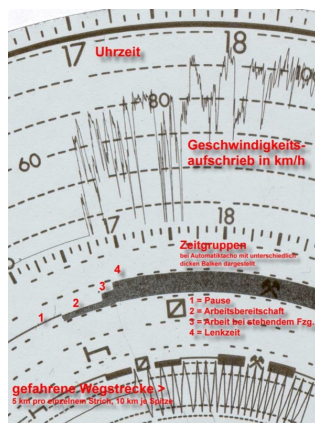 17
Uhrzeit
18
100
80
60
Geschwindigkeits-
aufschrieb in km/h
17
18
Zeitgruppen
bei Automatiktacho mit unterschiedlich
dicken Balken dargestellt
4
3
2
1
1 = Pause
2 = Arbeitsbereitschaft
3 = Arbeit bei stehendem Fzg.
4 = Lenkzeit
gefahrene Wegstrecke >
5 km pro einzelnem Strich, 10 km je Spitze